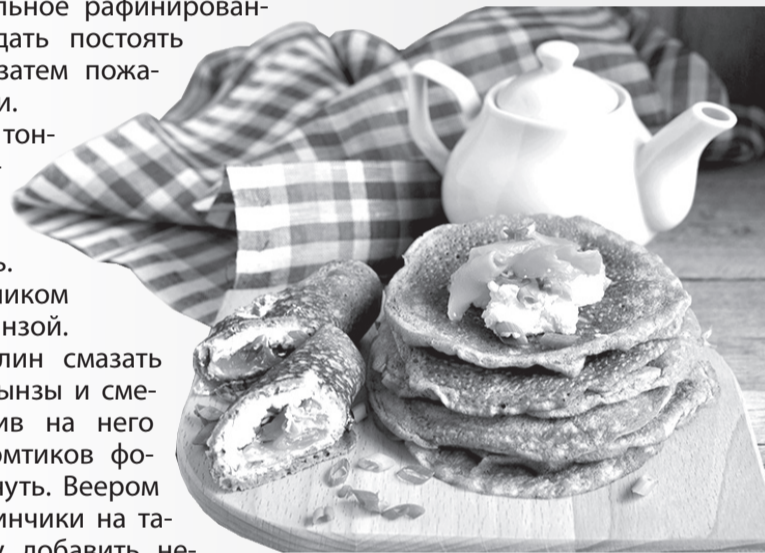 льное рафинирован-
дать постоять
затем пожа-
и.
тон-
-
ь.
ником
нзой.
лин смазать
ынзы и сме-
ив на него
омтиков фо-
нуть. Веером
инчики на та-
у добавить не-